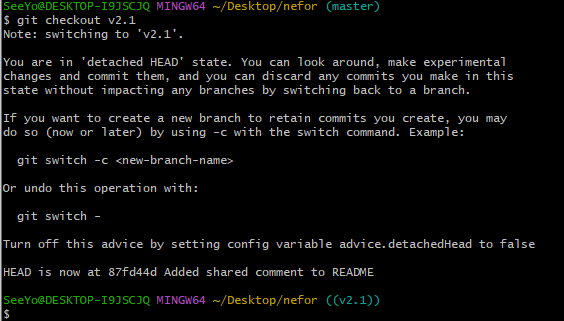 SeeYo@DESKTOP-I9JSCJQ MINGW64 ~/Desktop/nefor (master)
$ git checkout v2.1
Note: switching to 'v2.1'.

You are in 'detached HEAD' state. You can look around, make experimental
changes and commit them, and you can discard any commits you make in this
state without impacting any branches by switching back to a branch.

If you want to create a new branch to retain commits you create, you may
do so (now or later) by using -c with the switch command. Example:

  git switch -c <new-branch-name>

Or undo this operation with:

  git switch -

Turn off this advice by setting config variable advice.detachedHead to false

HEAD is now at 87fd44d Added shared comment to README

SeeYo@DESKTOP-I9JSCJQ MINGW64 ~/Desktop/nefor ((v2.1))
$